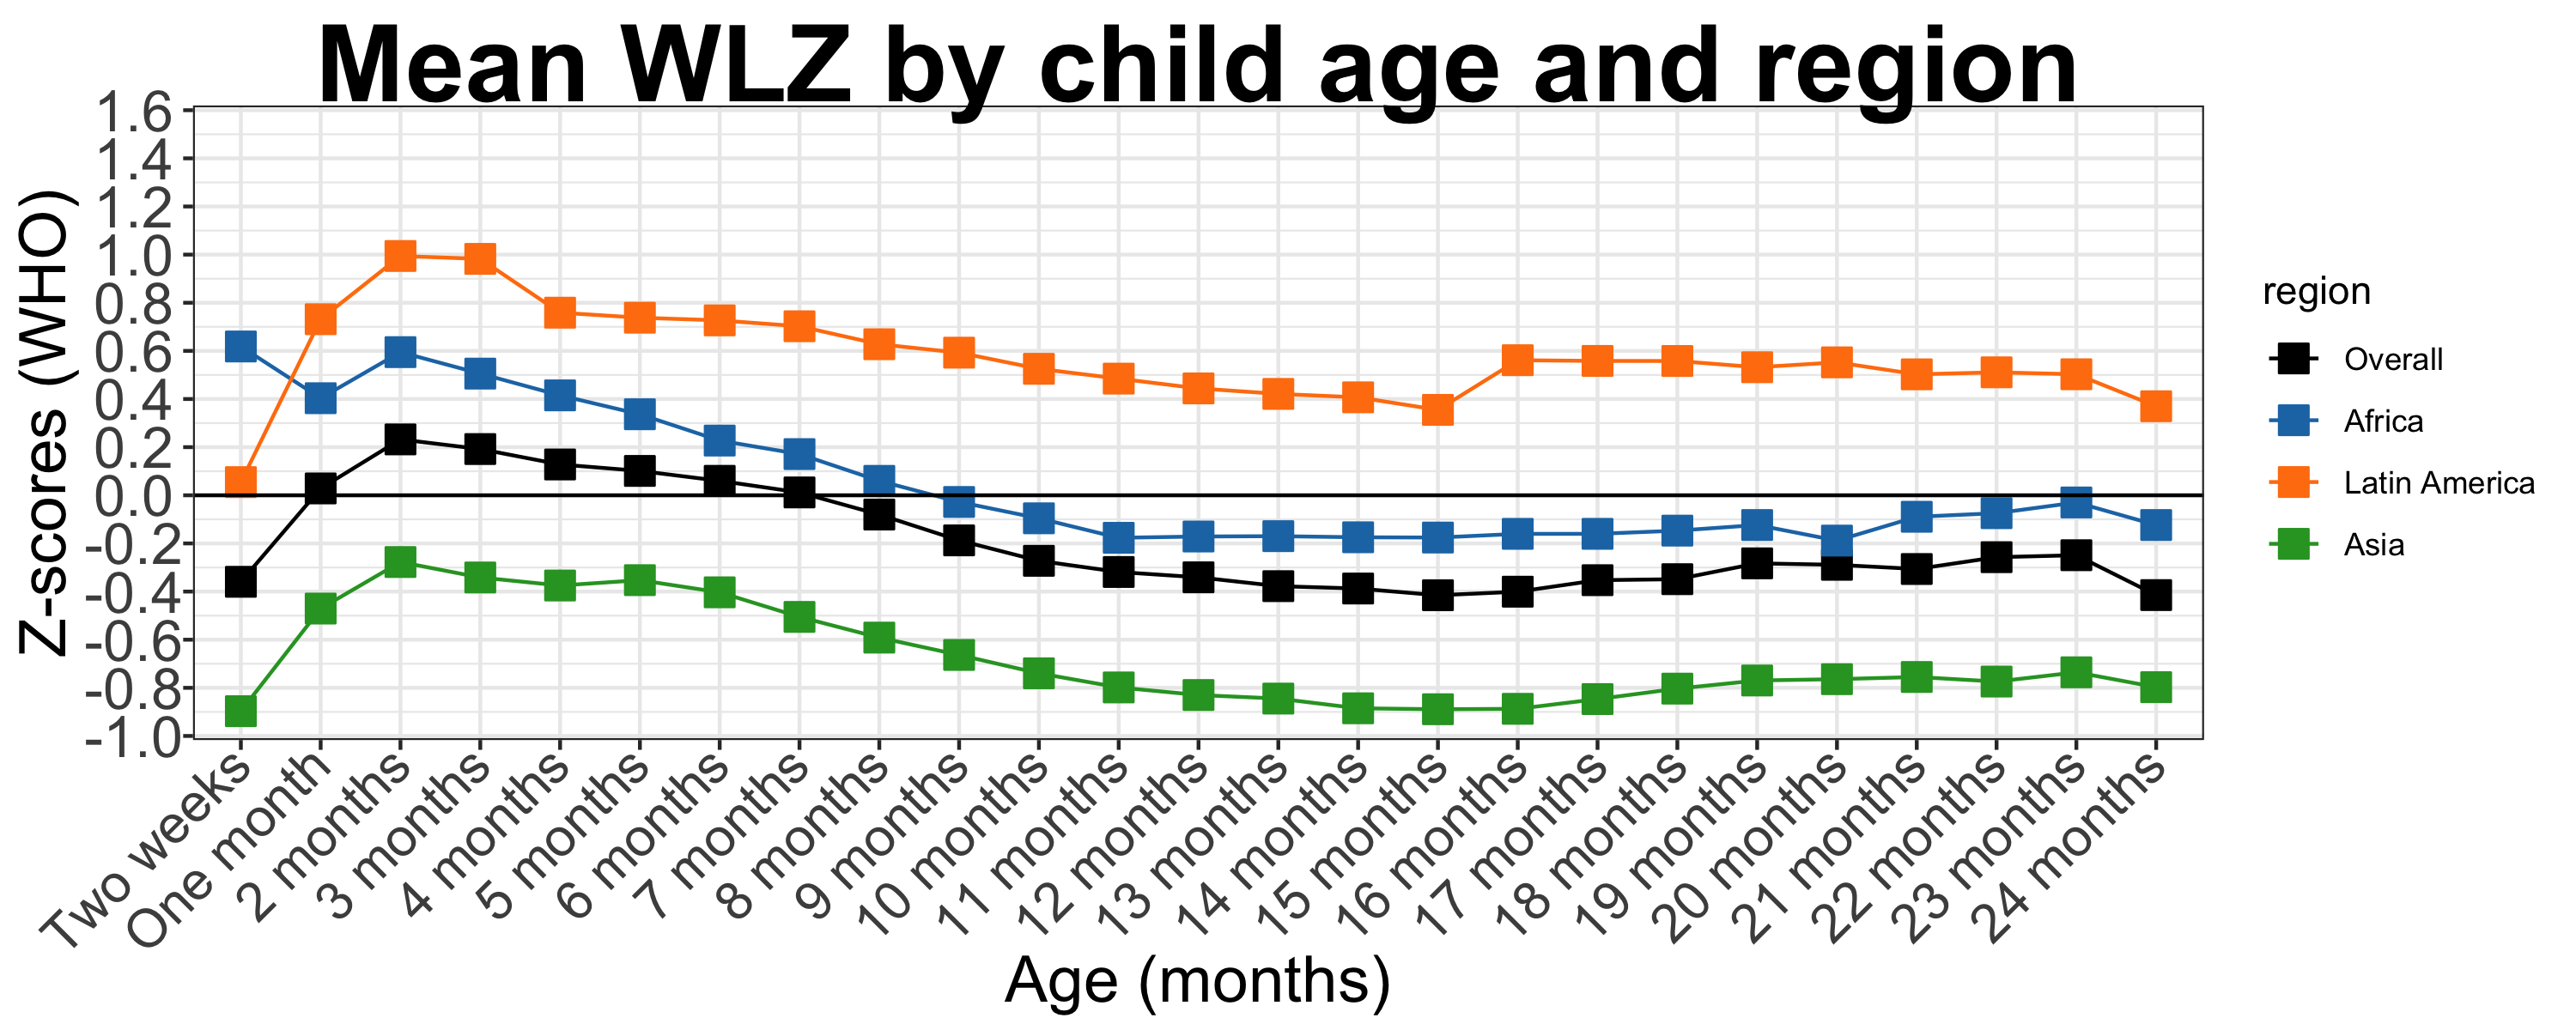 Mean WLZ by child age and region
Z-scores (WHO)
1.6
1.4
1.2
1.0
0.8
0.6
0.4
0.2
0.0
-0.2
-0.4
-0.6
-0.8
-1.0
Two weeks
One month
2 months
3 months
4 months
5 months
6 months
7 months
8 months
9 months
10 months
11 months
12 months
13 months
14 months
15 months
16 months
17 months
18 months
19 months
20 months
21 months
22 months
23 months
24 months
Age (months)
region
Overall
Africa
Latin America
Asia